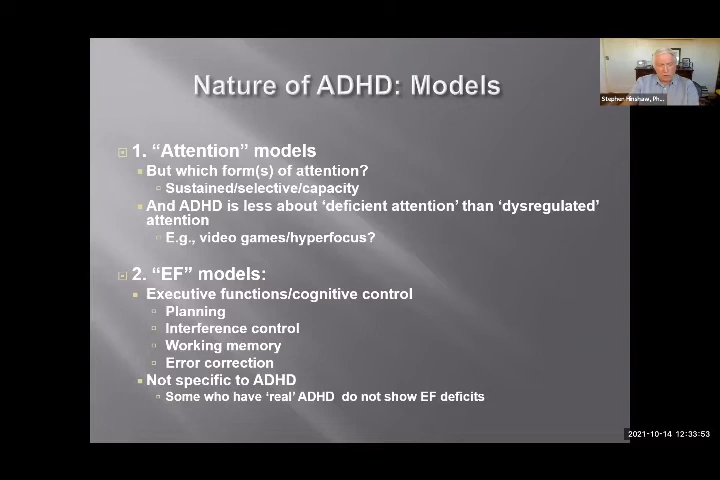 Nature of ADHD: Models
Stephen Hinshaw, Ph...
1. “Attention” models
But which form(s) of attention?
Sustained/selective/capacity
And ADHD is less about ‘deficient attention’ than ‘dysregulated’
attention
E.g., video games/hyperfocus?
2. “EF” models:
Executive functions/cognitive control
Planning
Interference control
Working memory
Error correction
Not specific to ADHD
Some who have ‘real’ ADHD do not show EF deficits
2021-10-14 12:33:53